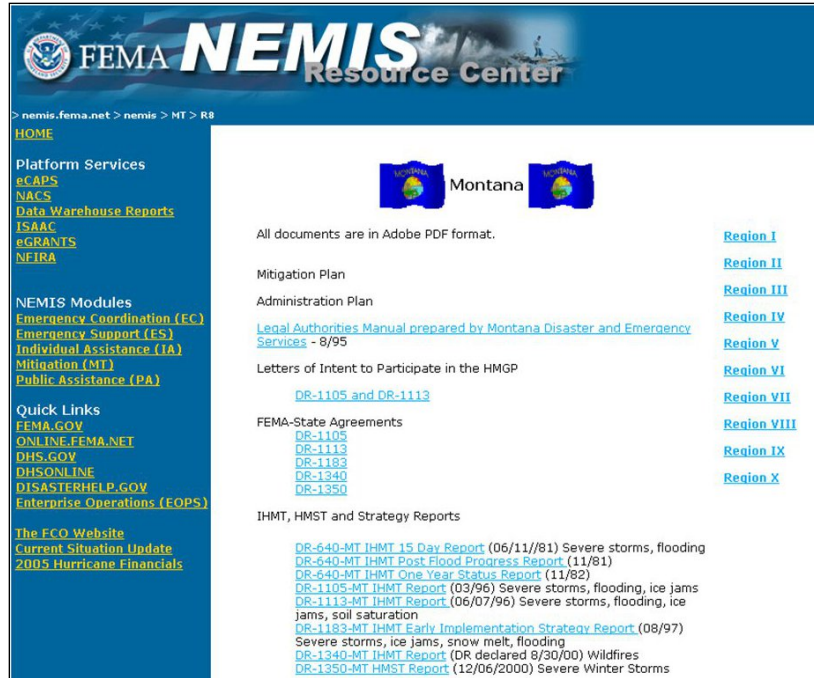 FEMA NEMIS
Resource Center
> nemis.fema.net > nemis > MT > R8
HOME
Platform Services
eCAPS
NACS
Data Warehouse Reports
ISAAC
eGRANTS
NFIRA
NEMIS Modules
Emergency Coordination (EC)
Emergency Support (ES)
Individual Assistance (IA)
Mitigation (MT)
Public Assistance (PA)
Quick Links
FEMA.GOV
ONLINE.FEMA.NET
DHS.GOV
DHSONLINE
DISASTERHELP.GOV
Enterprise Operations (EOPS)
The FCO Website
Current Situation Update
2005 Hurricane Financials
MONTANA
Montana
MONTANA
All documents are in Adobe PDF format.
Mitigation Plan
Administration Plan
Legal Authorities Manual prepared by Montana Disaster and Emergency
Services - 8/95
Letters of Intent to Participate in the HMGP
DR-1105 and DR-1113
FEMA-State Agreements
DR-1105
DR-1113
DR-1183
DR-1340
DR-1350
IHMT, HMST and Strategy Reports
DR-640-MT IHMT 15 Day Report (06/11//81) Severe storms, flooding
DR-640-MT IHMT Post Flood Progress Report (11/81)
DR-640-MT IHMT One Year Status Report (11/82)
DR-1105-MT IHMT Report (03/96) Severe storms, flooding, ice jams
DR-1113-MT IHMT Report (06/07/96) Severe storms, flooding, ice
jams, soil saturation
DR-1183-MT IHMT Early Implementation Strategy Report (08/97)
Severe storms, ice jams, snow melt, flooding
DR-1340-MT IHMT Report (DR declared 8/30/00) Wildfires
DR-1350-MT HMST Report (12/06/2000) Severe Winter Storms
Region I
Region II
Region III
Region IV
Region V
Region VI
Region VII
Region VIII
Region IX
Region X